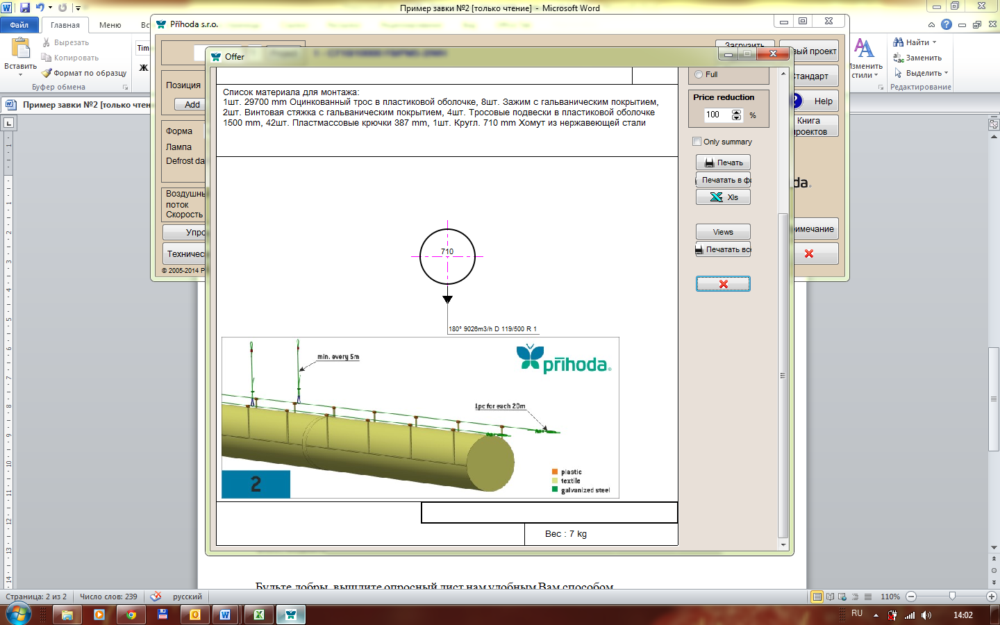 Пример завки №2 [только чтение] - Microsoft Word
Файл
Главная
Меню
Вс
Вставить
Вырезать
Копировать
Формат по образцу
Буфер обмена
Tim
Ж
Изменить
стили
Найти
Заменить
Выделить
Редактирование
Пример завки №2 [только чтен
Příhoda s.r.o.
Загрузить
вый проект
Стандарт
Help
Книга
проектов
имечание
Позиция
Add
Форма
Лампа
Defrost da
Воздушны
поток
Скорость
Упро
Техничес
© 2005-2014 P
da.
Offer
Список материала для монтажа:
1шт. 29700 mm Оцинкованный трос в пластиковой оболочке, 8шт. Зажим с гальваническим покрытием,
2шт. Винтовая стяжка с гальваническим покрытием, 4шт. Тросовые подвески в пластиковой оболочке
1500 mm, 42шт. Пластмассовые крючки 387 mm, 1шт. Кругл. 710 mm Хомут из нержавеющей стали
710
180° 9026m3/h D 119/500 R 1
min. every 5m
příhoda®
1pc for each 20m
plastic
textile
galvanized steel
2
Вес : 7 kg
Full
Price reduction
100 %
Only summary
Печать
Печатать в фа
Xls
Views
Печатать всё
Будьте добры, вышлите опросный лист нам удобным Вам способом
Страница: 2 из 2
Число слов: 239
русский
110%
RU
14:02